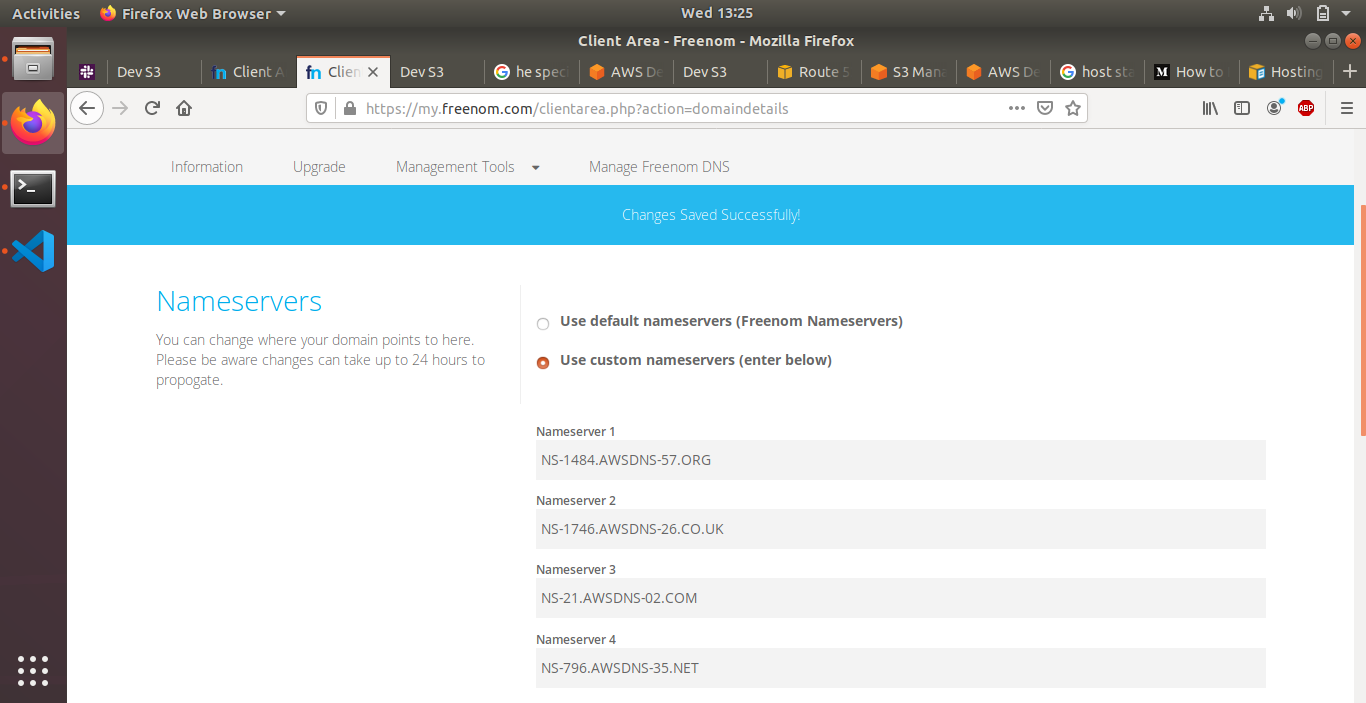 Activities Firefox Web Browser Wed 13:25
Client Area - Freenom - Mozilla Firefox
Dev S3 Client A Clien Dev S3 he spec AWS De Dev S3 Route 5 S3 Mana AWS De host sta M How to Hosting
https://my.freenom.com/clientarea.php?action=domaindetails ABP
Information Upgrade Management Tools Manage Freenom DNS
Changes Saved Successfully!
Nameservers
You can change where your domain points to here.
Please be aware changes can take up to 24 hours to
propogate.
Use default nameservers (Freenom Nameservers)
Use custom nameservers (enter below)
Nameserver 1
NS-1484.AWSDNS-57.ORG
Nameserver 2
NS-1746.AWSDNS-26.CO.UK
Nameserver 3
NS-21.AWSDNS-02.COM
Nameserver 4
NS-796.AWSDNS-35.NET